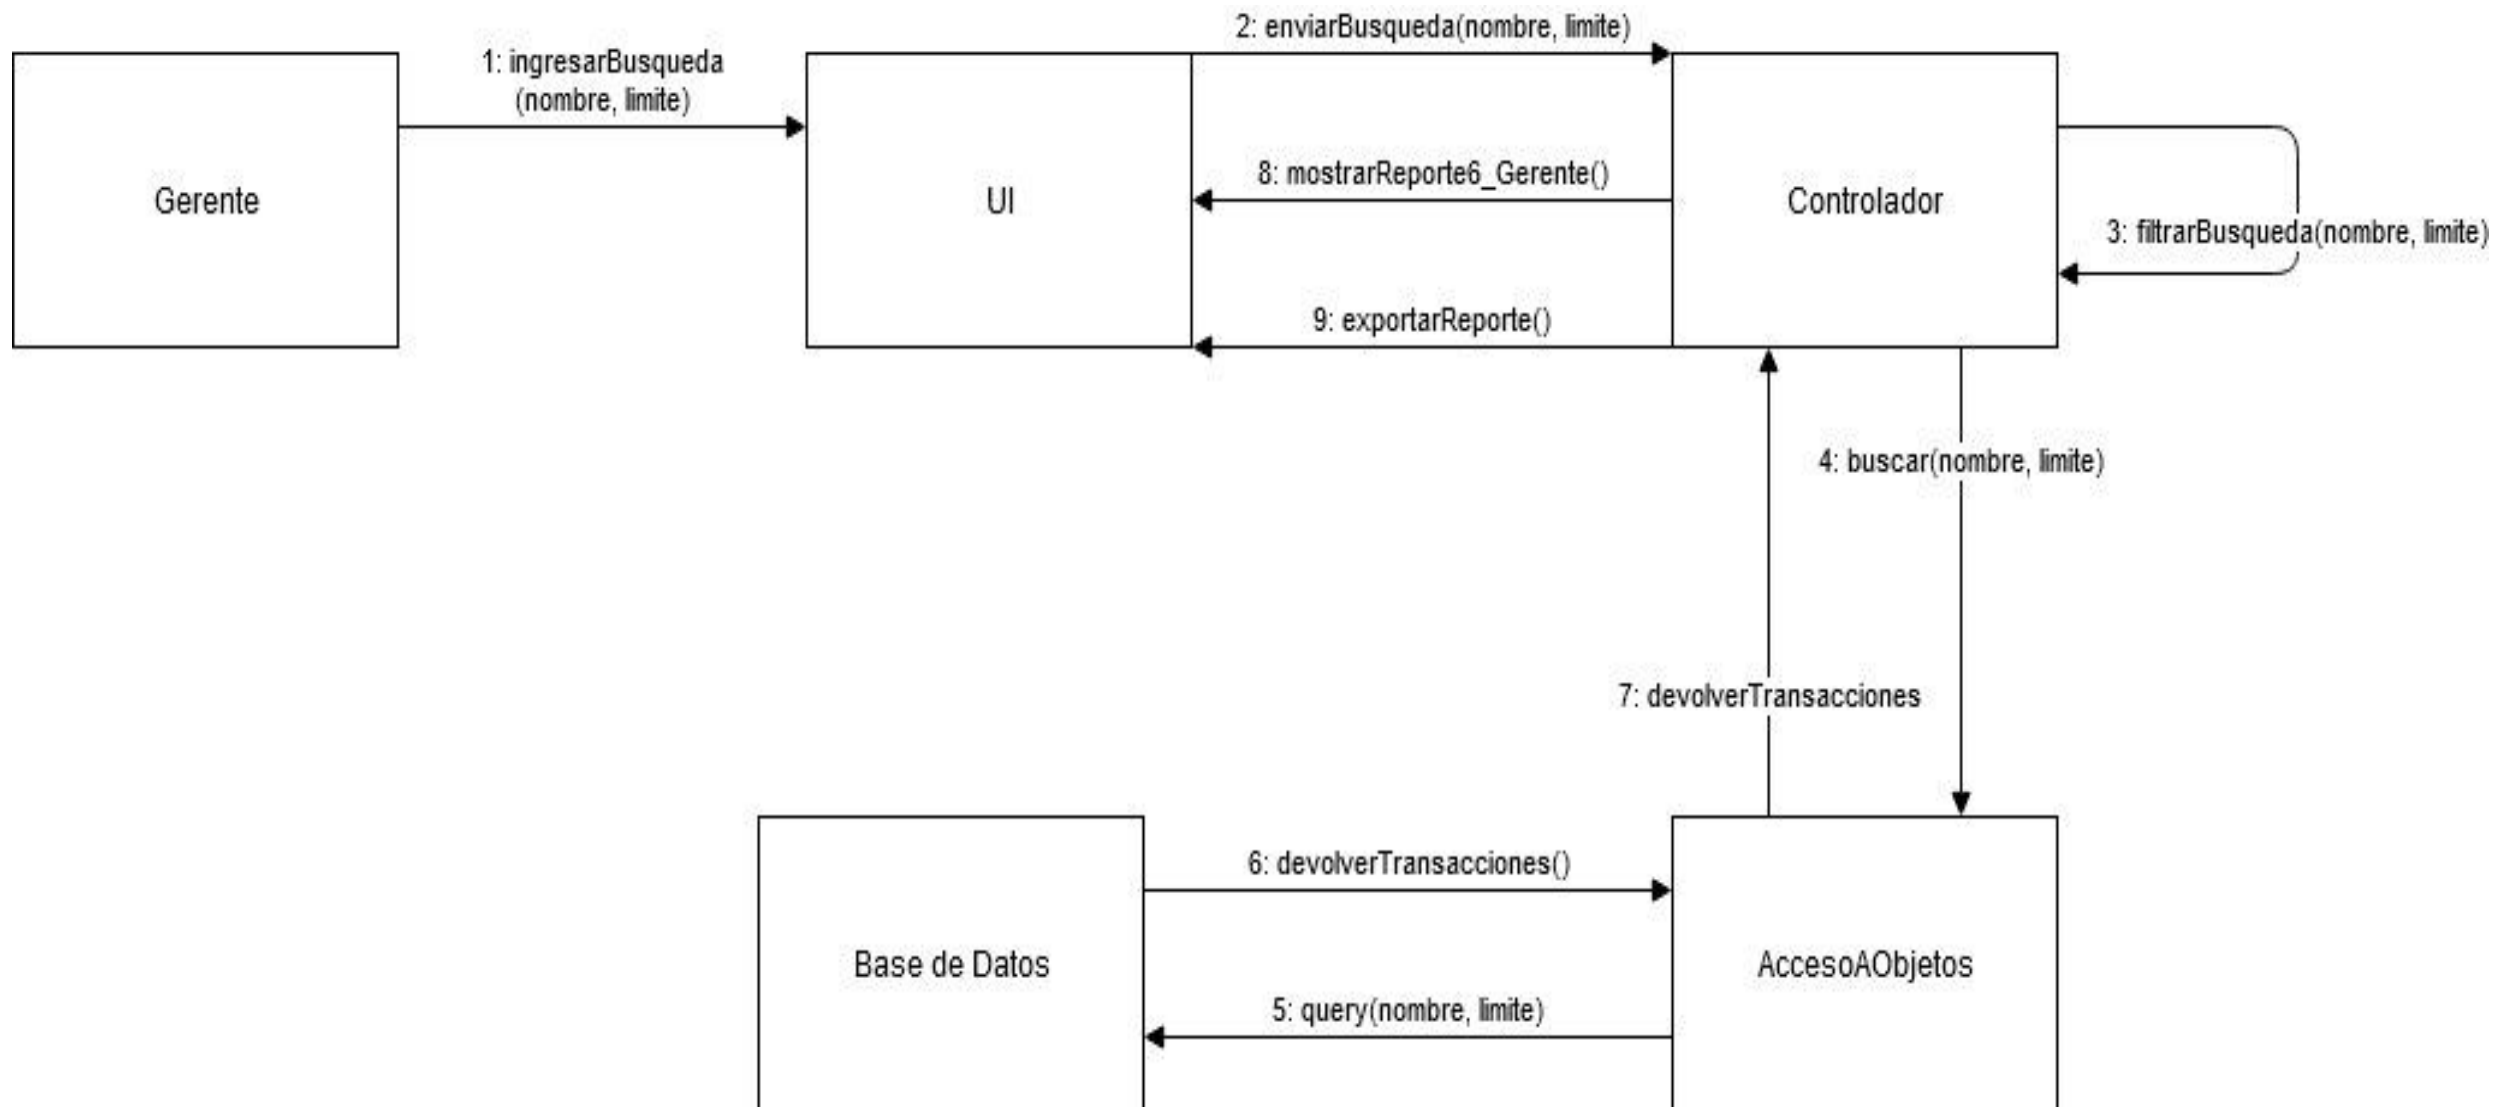 2: enviarBusqueda(nombre, limite)
1: ingresarBusqueda
(nombre, limite)
8: mostrarReporte6_Gerente()
Gerente
UI
Controlador
3: filtrarBusqueda(nombre, limite)
9: exportarReporte()
4: buscar(nombre, limite)
7: devolverTransacciones
6: devolverTransacciones()
Base de Datos
AccesoAObjetos
5: query(nombre, limite)